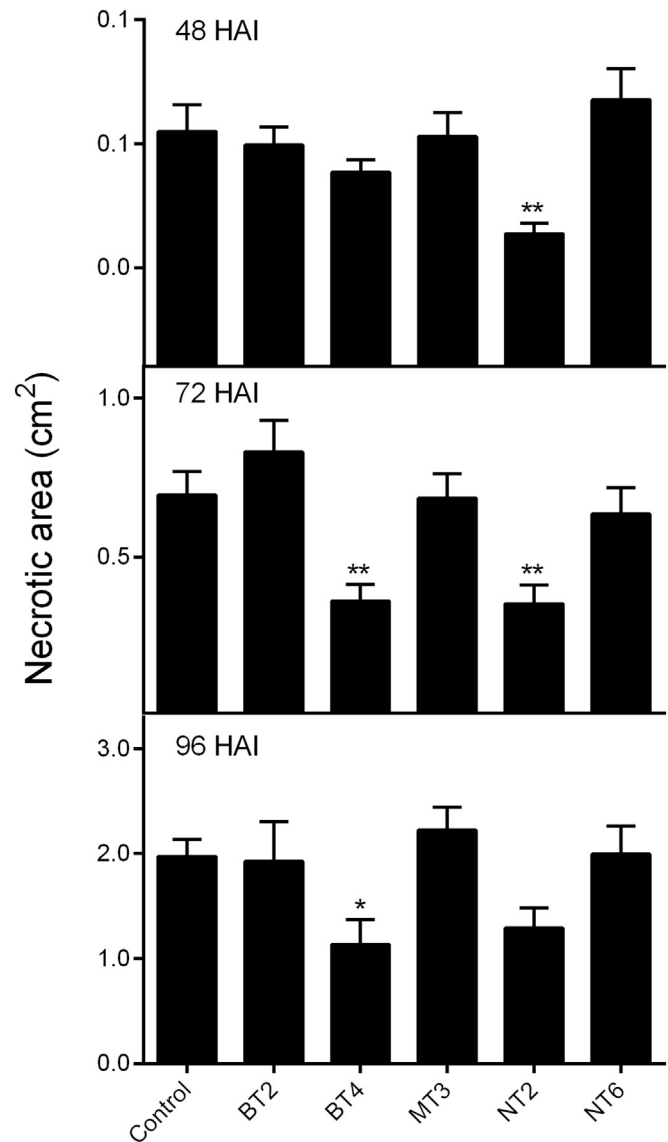 0.1
48 HAI
0.1
**
0.0
Necrotic area (cm²)
1.0
72 HAI
0.5
**
**
3.0
96 HAI
2.0
*
1.0
0.0
Control
BT2
BT4
MT3
NT2
NT6